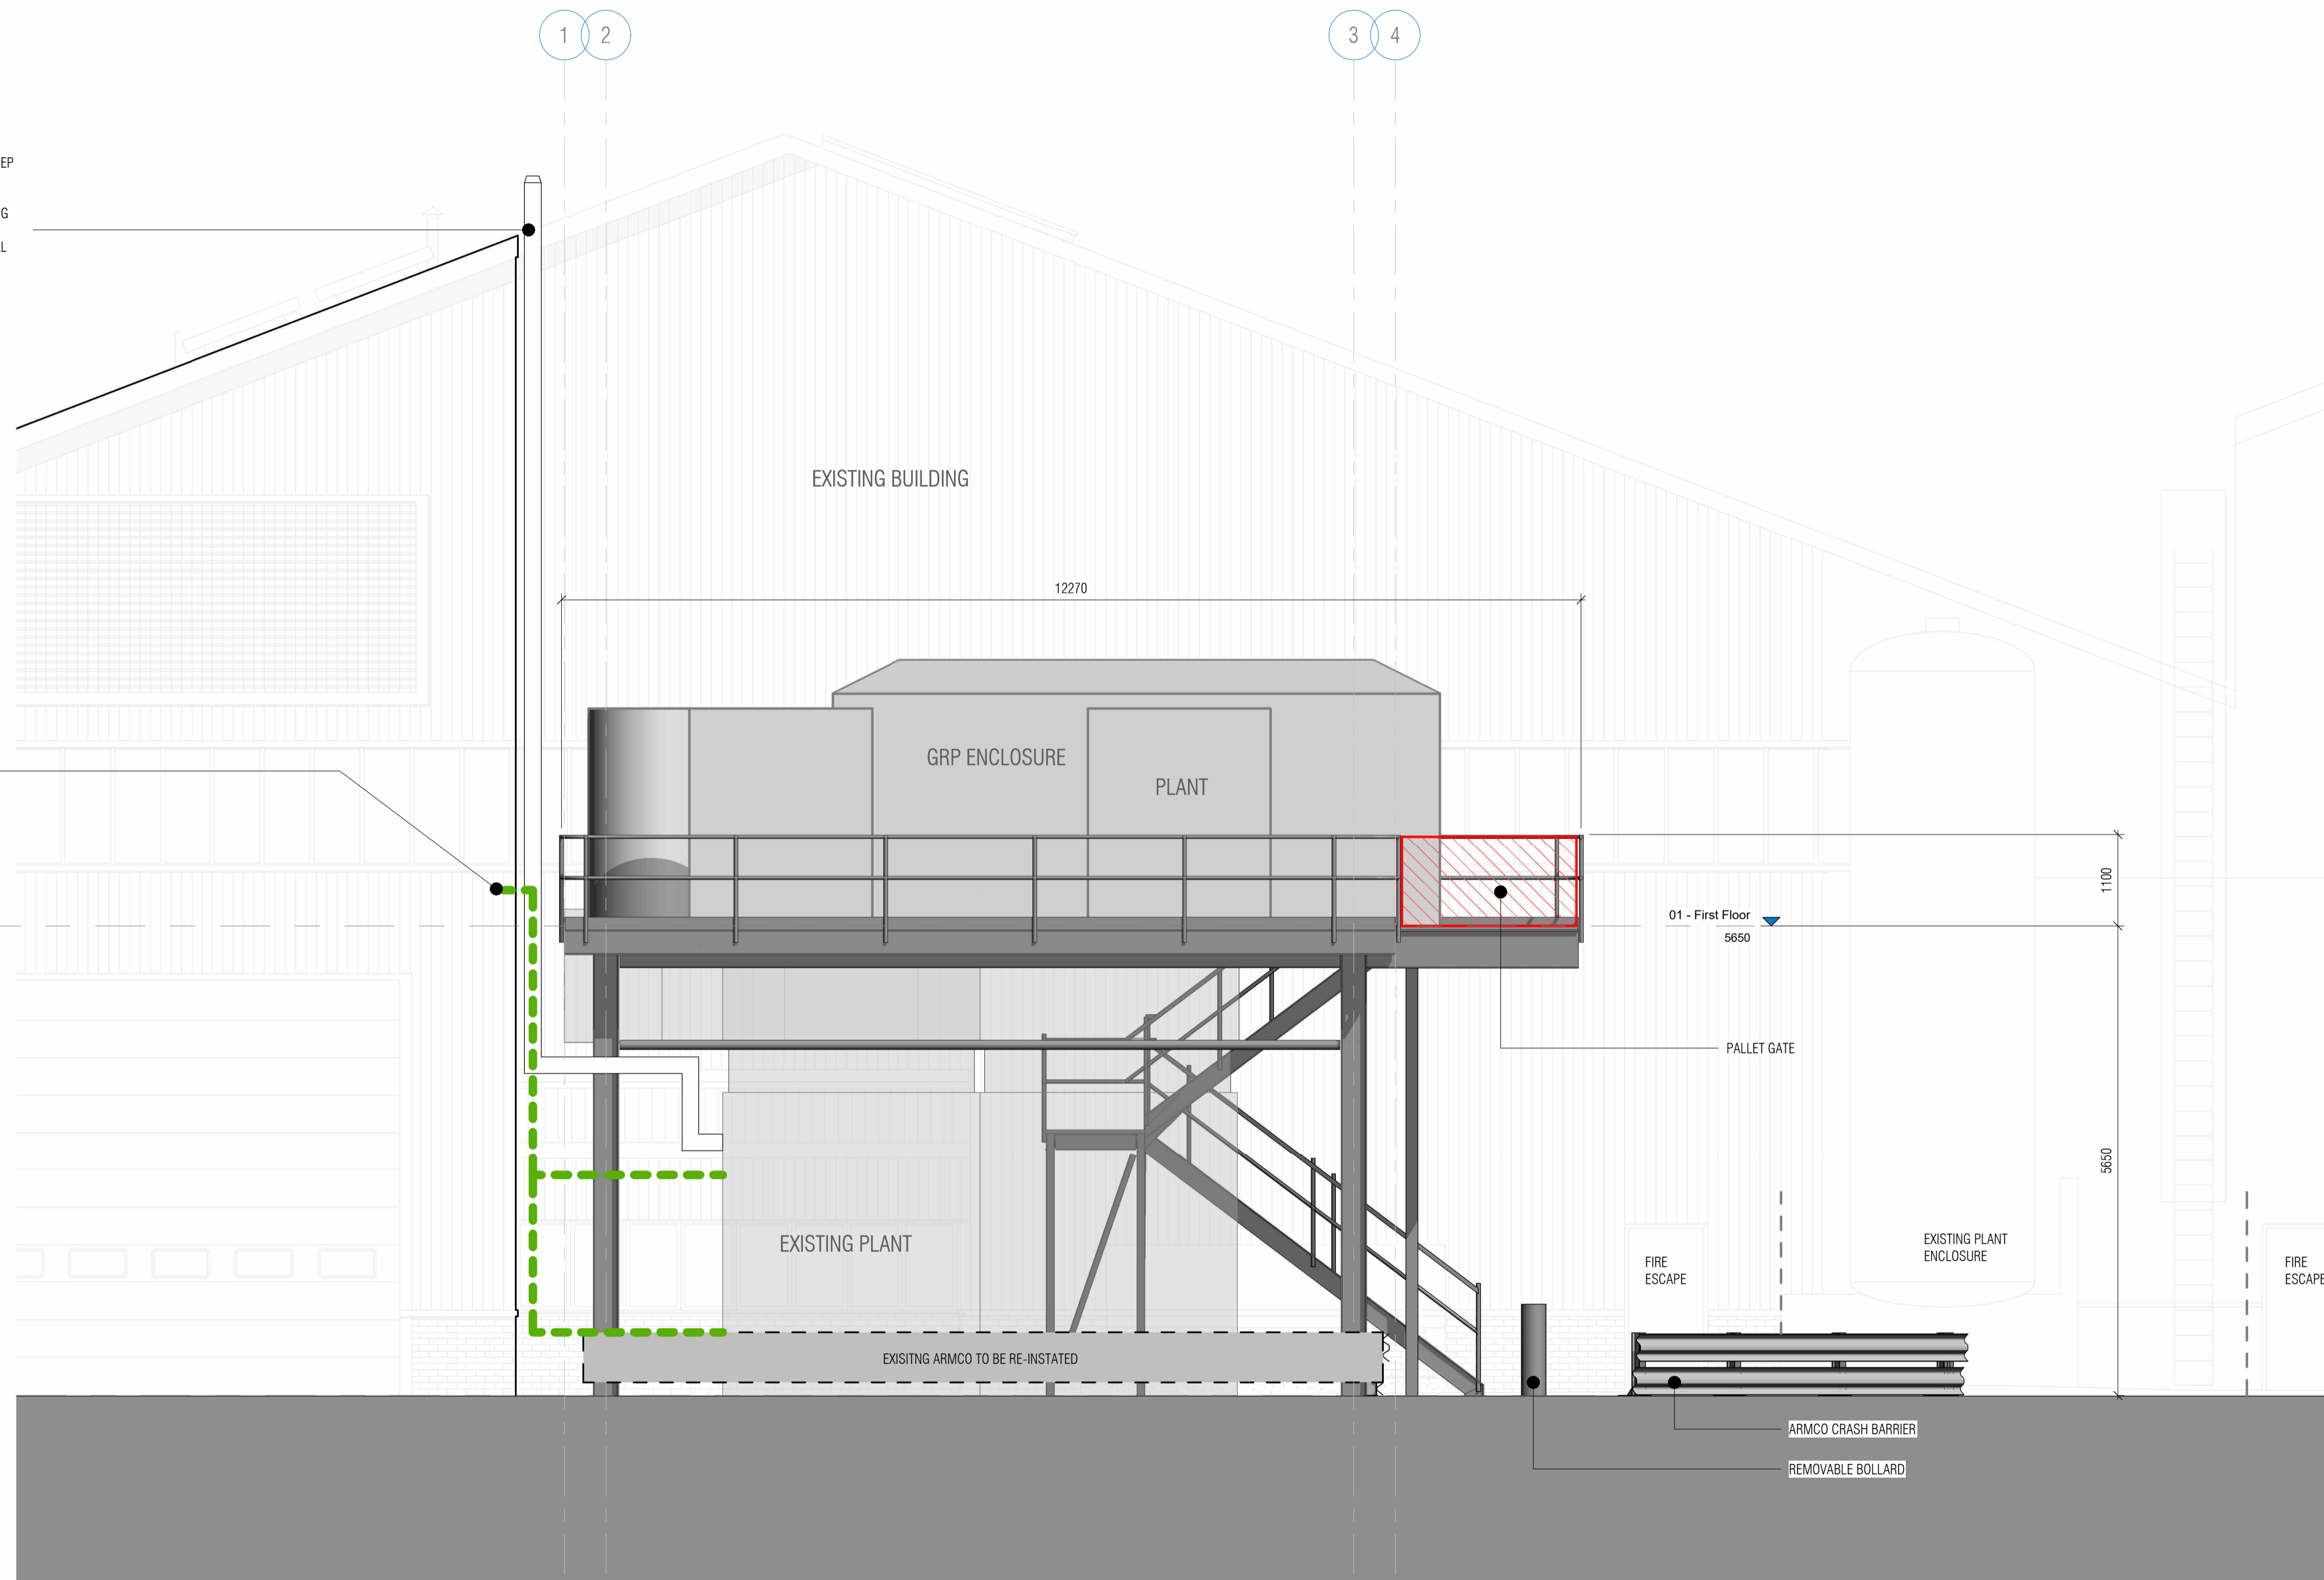 1
2
3
4
EP
G
L
EXISTING BUILDING
12270
GRP ENCLOSURE
PLANT
1100
01 - First Floor
5650
PALLET GATE
5650
EXISTING PLANT
EXISTING PLANT
ENCLOSURE
FIRE
ESCAPE
FIRE
ESCAPE
EXISITNG ARMCO TO BE RE-INSTATED
ARMCO CRASH BARRIER
REMOVABLE BOLLARD